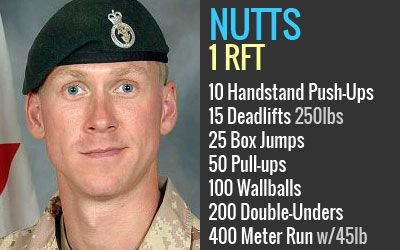 NUTTS
1 RFT
10 Handstand Push-Ups
15 Deadlifts 250lbs
25 Box Jumps
50 Pull-ups
100 Wallballs
200 Double-Unders
400 Meter Run w/45lb